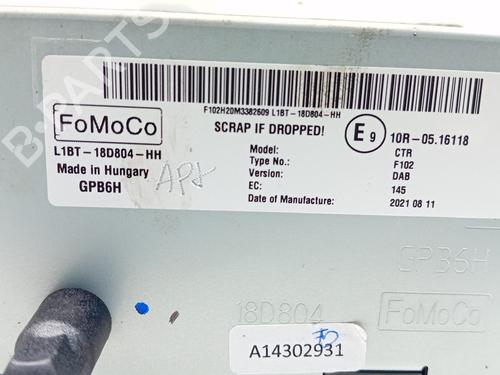 B-PARTS
F102H20M3382609 L1BT-18D804-HH
FoMoCo
SCRAP IF DROPPED!
E9
10R-05.16118
L1BT-18D804-HH
Made in Hungary
GPB6H
Model: CTR
Type No.: F102
Version: DAB
EC: 145
Date of Manufacture: 2021 08 11
GPB6H
18D804
FoMoCo
A14302931